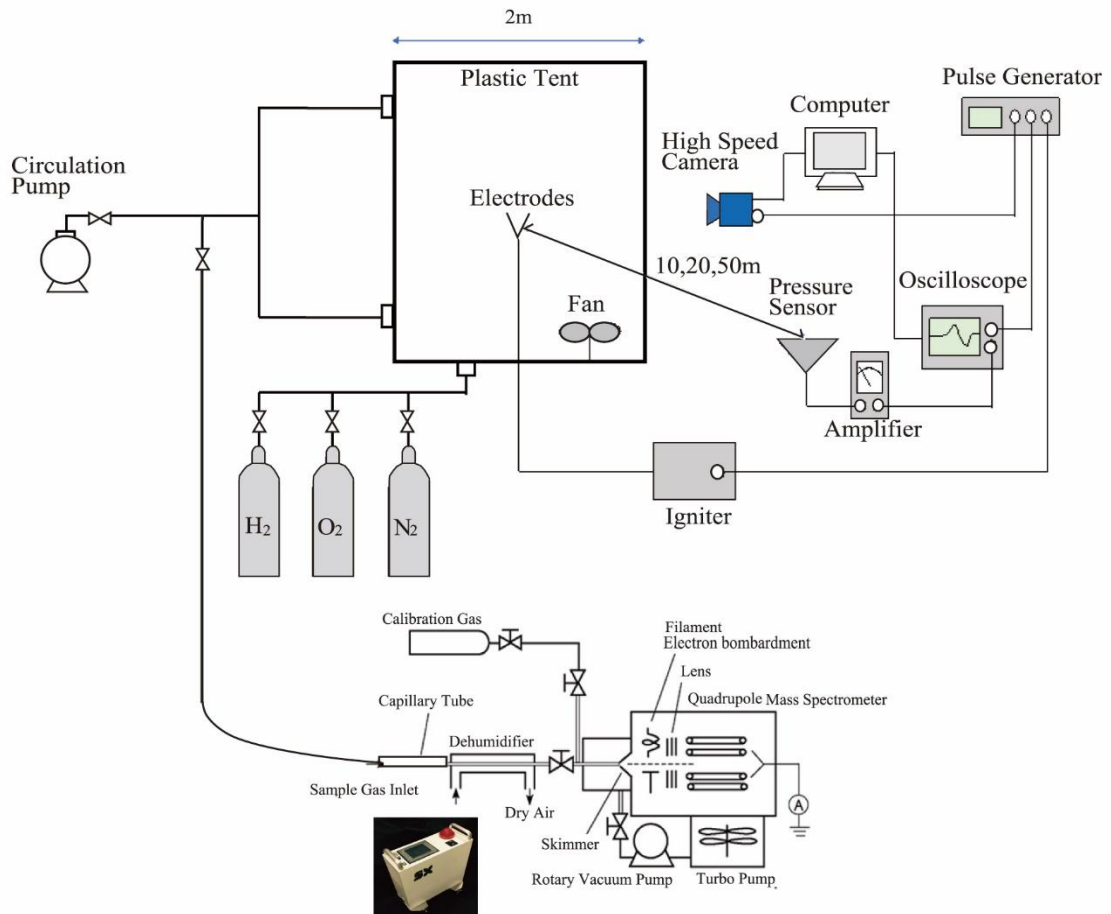 2m
Plastic Tent
Pulse Generator
Computer
High Speed
Camera
Circulation
Pump
Electrodes
10,20,50m
Pressure
Sensor
Oscilloscope
Fan
Amplifier
Igniter
H2
O2
N2
Calibration Gas
Filament
Electron bombardment
Lens
Quadrupole Mass Spectrometer
Capillary Tube
Dehumidifier
Sample Gas Inlet
Dry Air
A
Skimmer
Rotary Vacuum Pump
Turbo Pump
SX